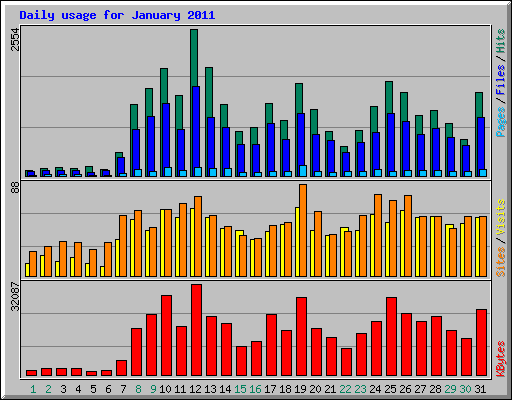 Daily usage for January 2011
2554
Pages / Files / Hits
88
Sites / Visits
32087
KBytes
1 2 3 4 5 6 7 8 9 10 11 12 13 14 15 16 17 18 19 20 21 22 23 24 25 26 27 28 29 30 31